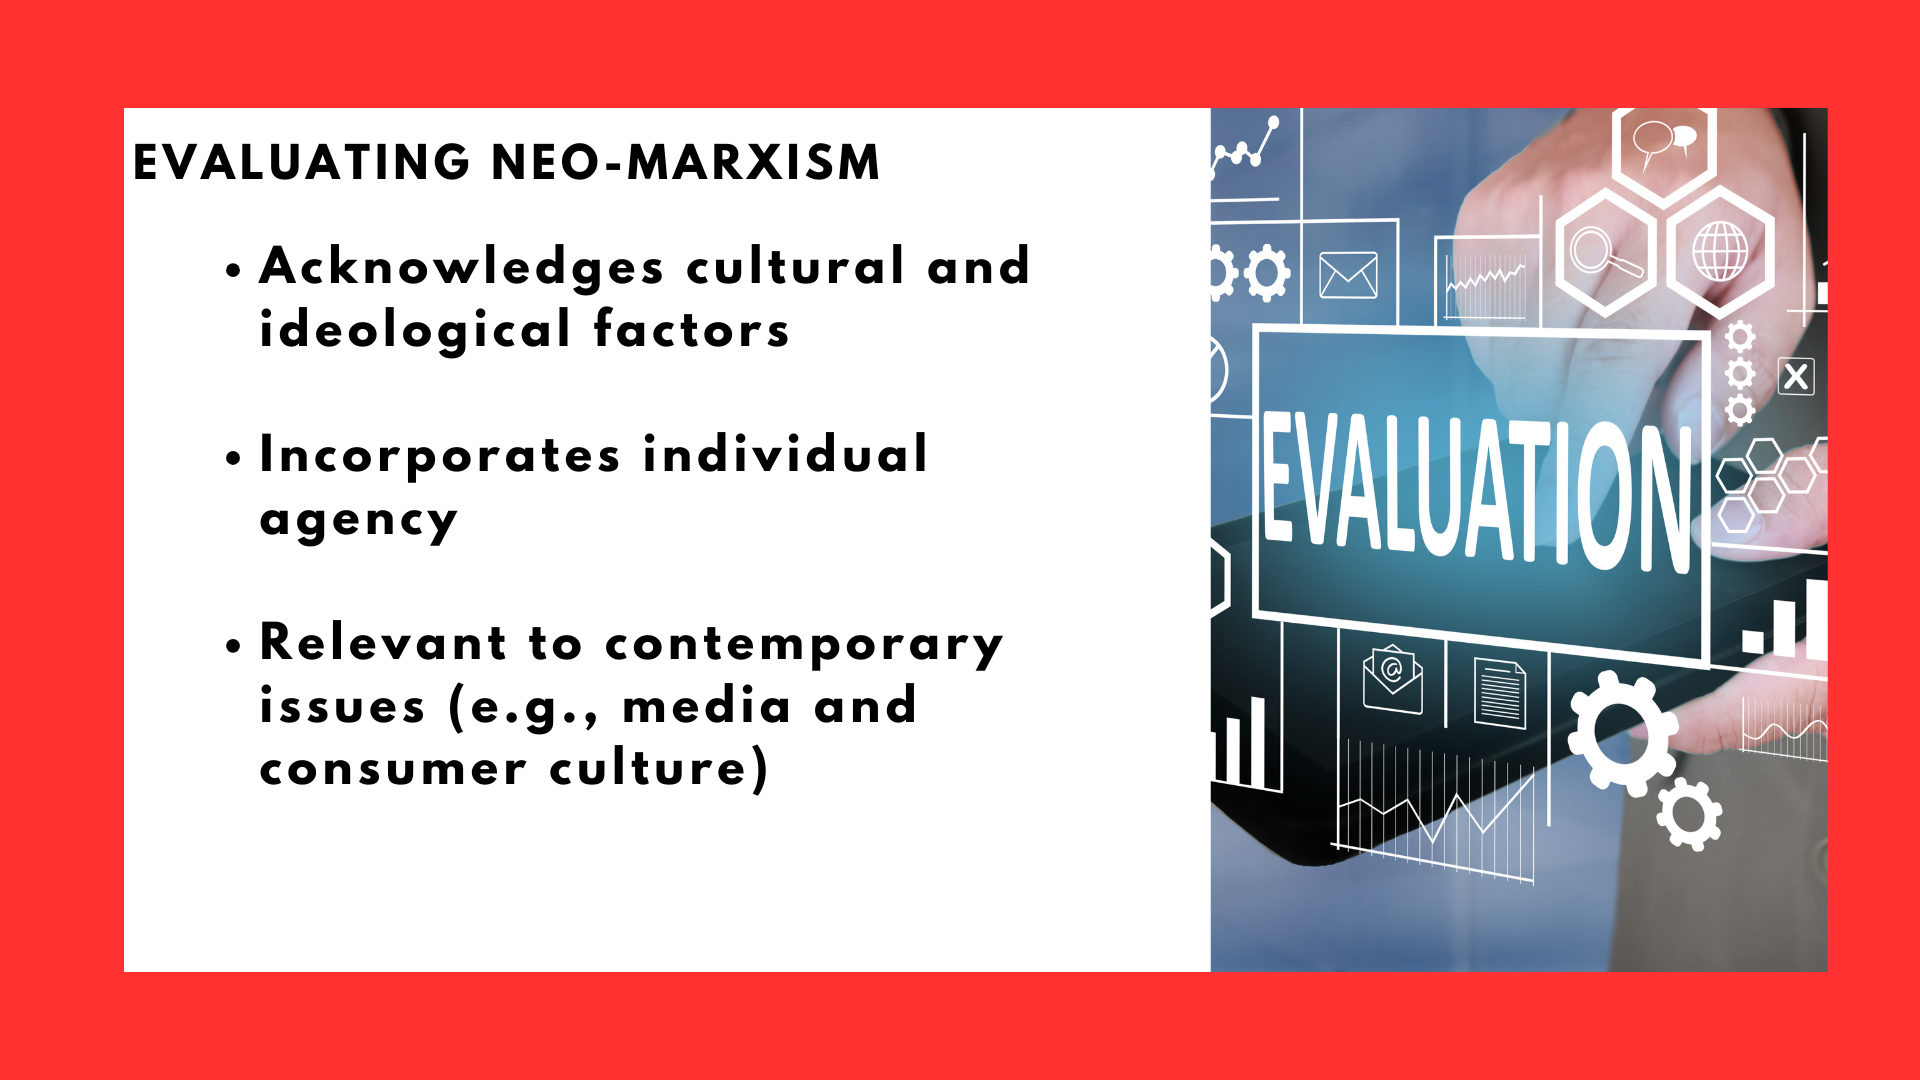 EVALUATING NEO-MARXISM
• Acknowledges cultural and
ideological factors
• Incorporates individual
agency
• Relevant to contemporary
issues (e.g., media and
consumer culture)
EVALUATION
X
@